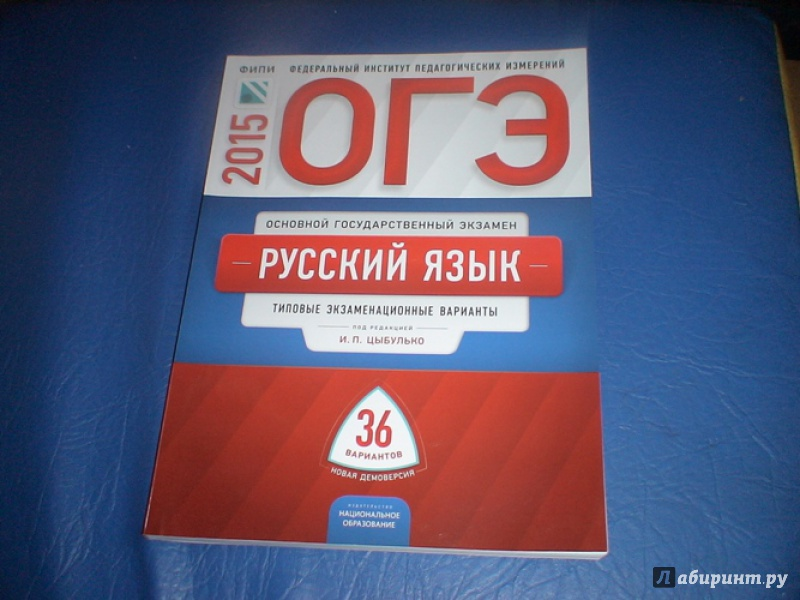 ФИПИ
ФЕДЕРАЛЬНЫЙ ИНСТИТУТ ПЕДАГОГИЧЕСКИХ ИЗМЕРЕНИЙ
2015
ОГЭ
ОСНОВНОЙ ГОСУДАРСТВЕННЫЙ ЭКЗАМЕН
РУССКИЙ ЯЗЫК
ТИПОВЫЕ ЭКЗАМЕНАЦИОННЫЕ ВАРИАНТЫ
ПОД РЕДАКЦИЕЙ
И. П. ЦЫБУЛЬКО
36
ВАРИАНТОВ
НОВАЯ ДЕМОВЕРСИЯ
ИЗДАТЕЛЬСТВО
НАЦИОНАЛЬНОЕ
ОБРАЗОВАНИЕ
Лабиринт.ру